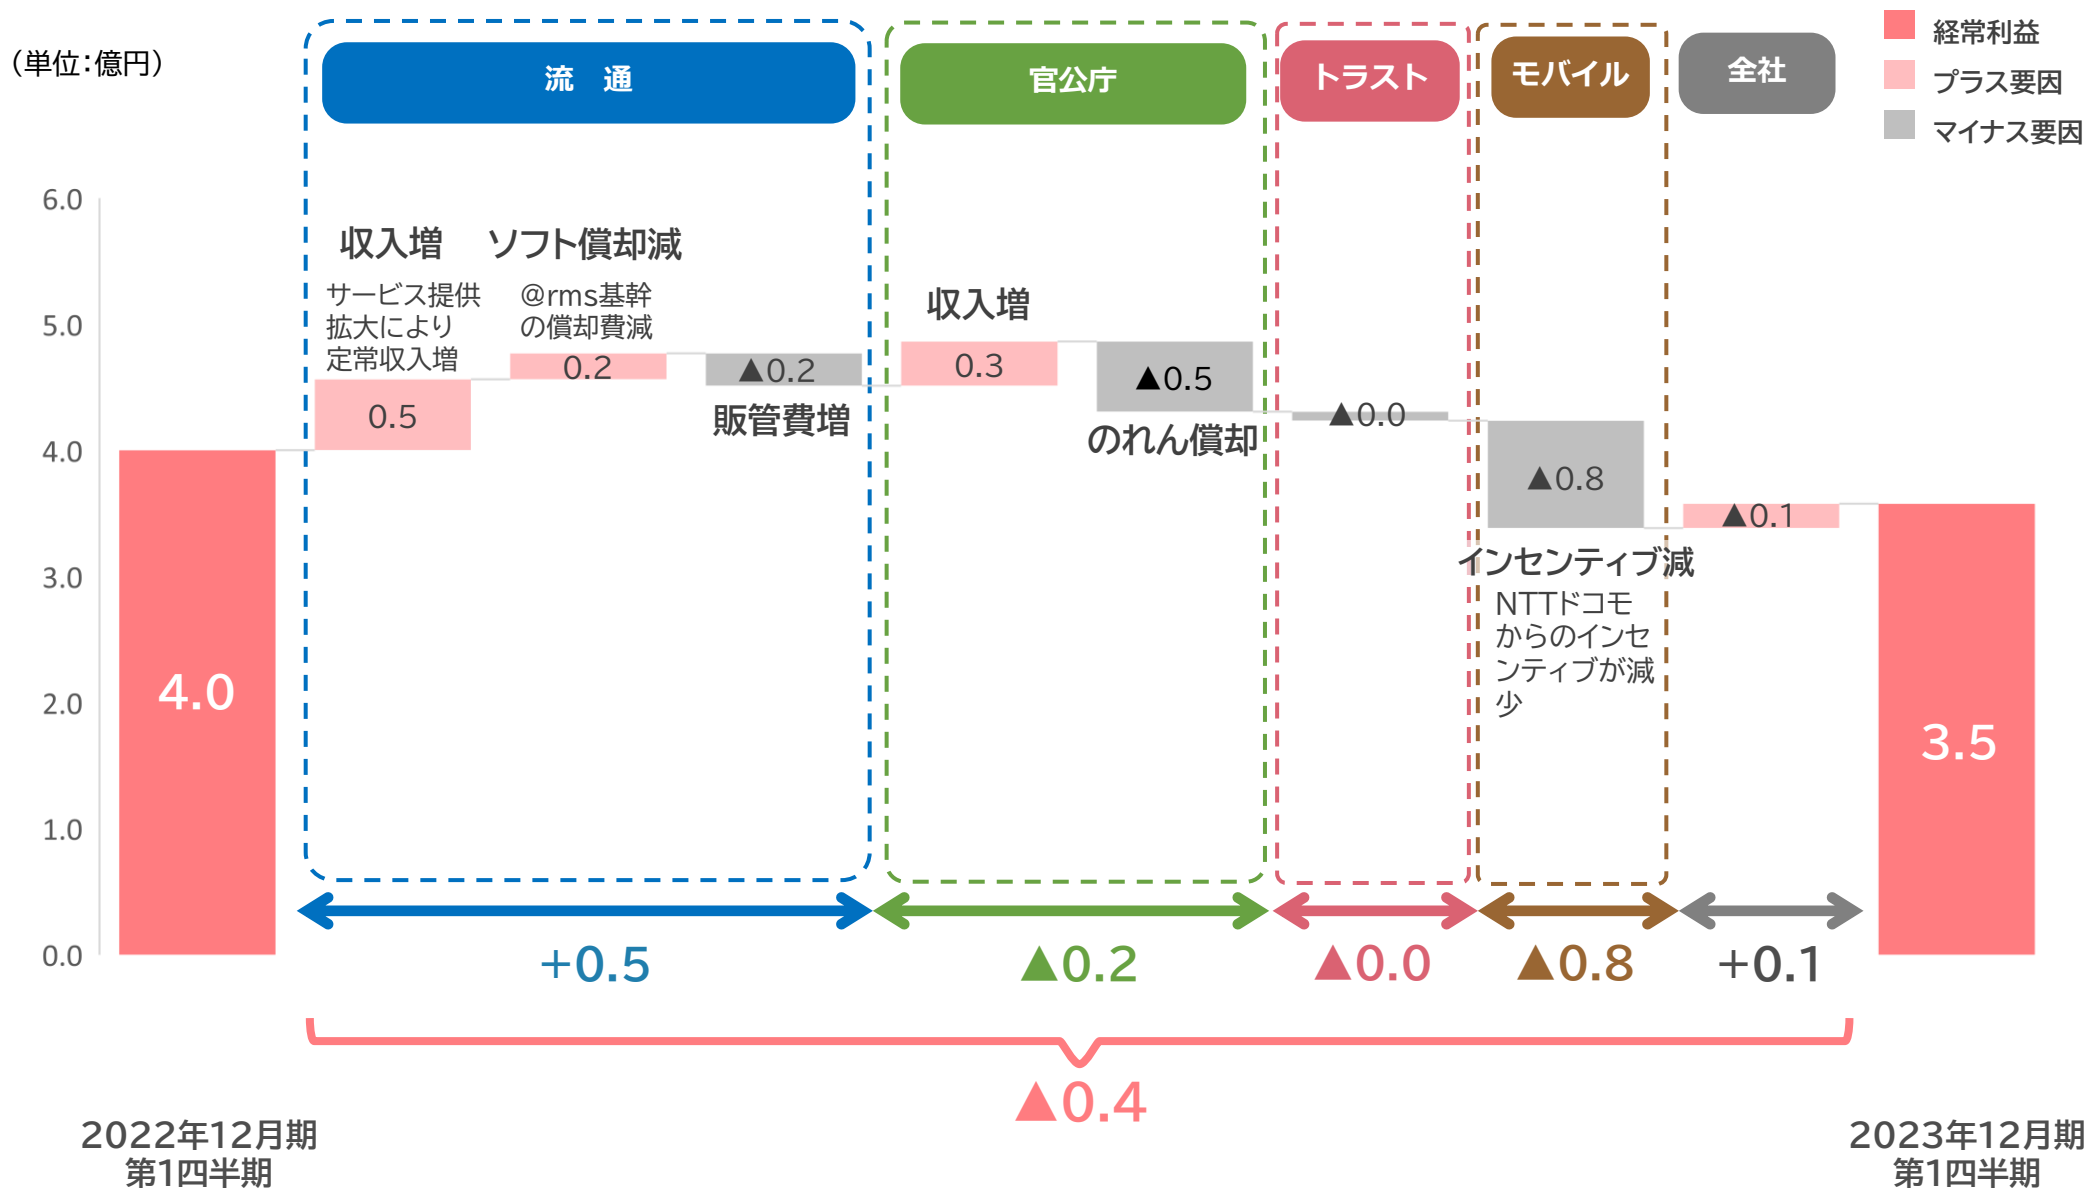 （単位：億円）
流　通
官公庁
トラスト
モバイル
全社
経常利益
プラス要因
マイナス要因
6.0
5.0
4.0
3.0
2.0
1.0
0.0
収入増
サービス提供
拡大により
定常収入増
0.5
ソフト償却減
@rms基幹
の償却費減
0.2
▲0.2
販管費増
収入増
0.3
▲0.5
のれん償却
▲0.0
▲0.8
インセンティブ減
NTTドコモ
からのインセ
ンティブが減
少
▲0.1
4.0
3.5
+0.5
▲0.2
▲0.0
▲0.8
+0.1
▲0.4
2022年12月期
第1四半期
2023年12月期
第1四半期